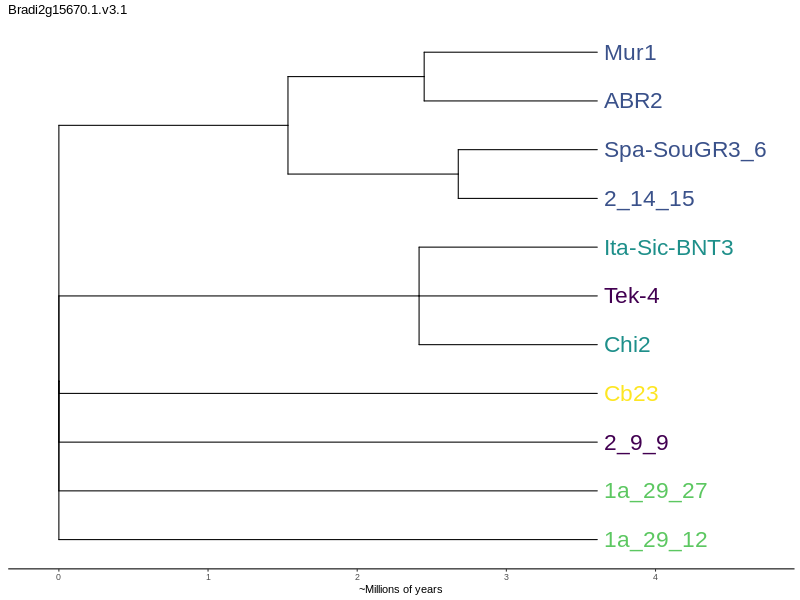 Bradi2g15670.1.v3.1
Mur1
ABR2
Spa-SouGR3_6
2_14_15
Ita-Sic-BNT3
Tek-4
Chi2
Cb23
2_9_9
1a_29_27
1a_29_12
0 1 2 3 4
~Millions of years